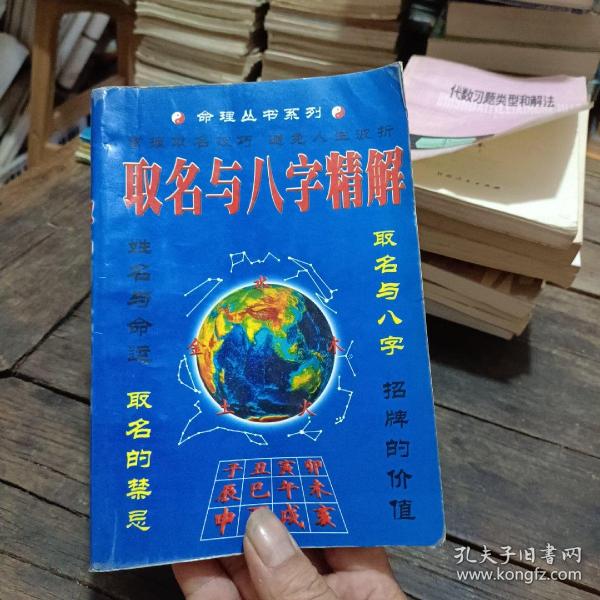 命理丛书系列
掌握取名技巧 避免人生波折
取名与八字精解
姓名与命运
取名的禁忌
取名与八字
招牌的价值
水
金
木
土
火
子 丑 寅 卯
辰 巳 午 未
申 戌 亥
代数习题类型和解法
孔夫子旧书网
www.kongfz.com